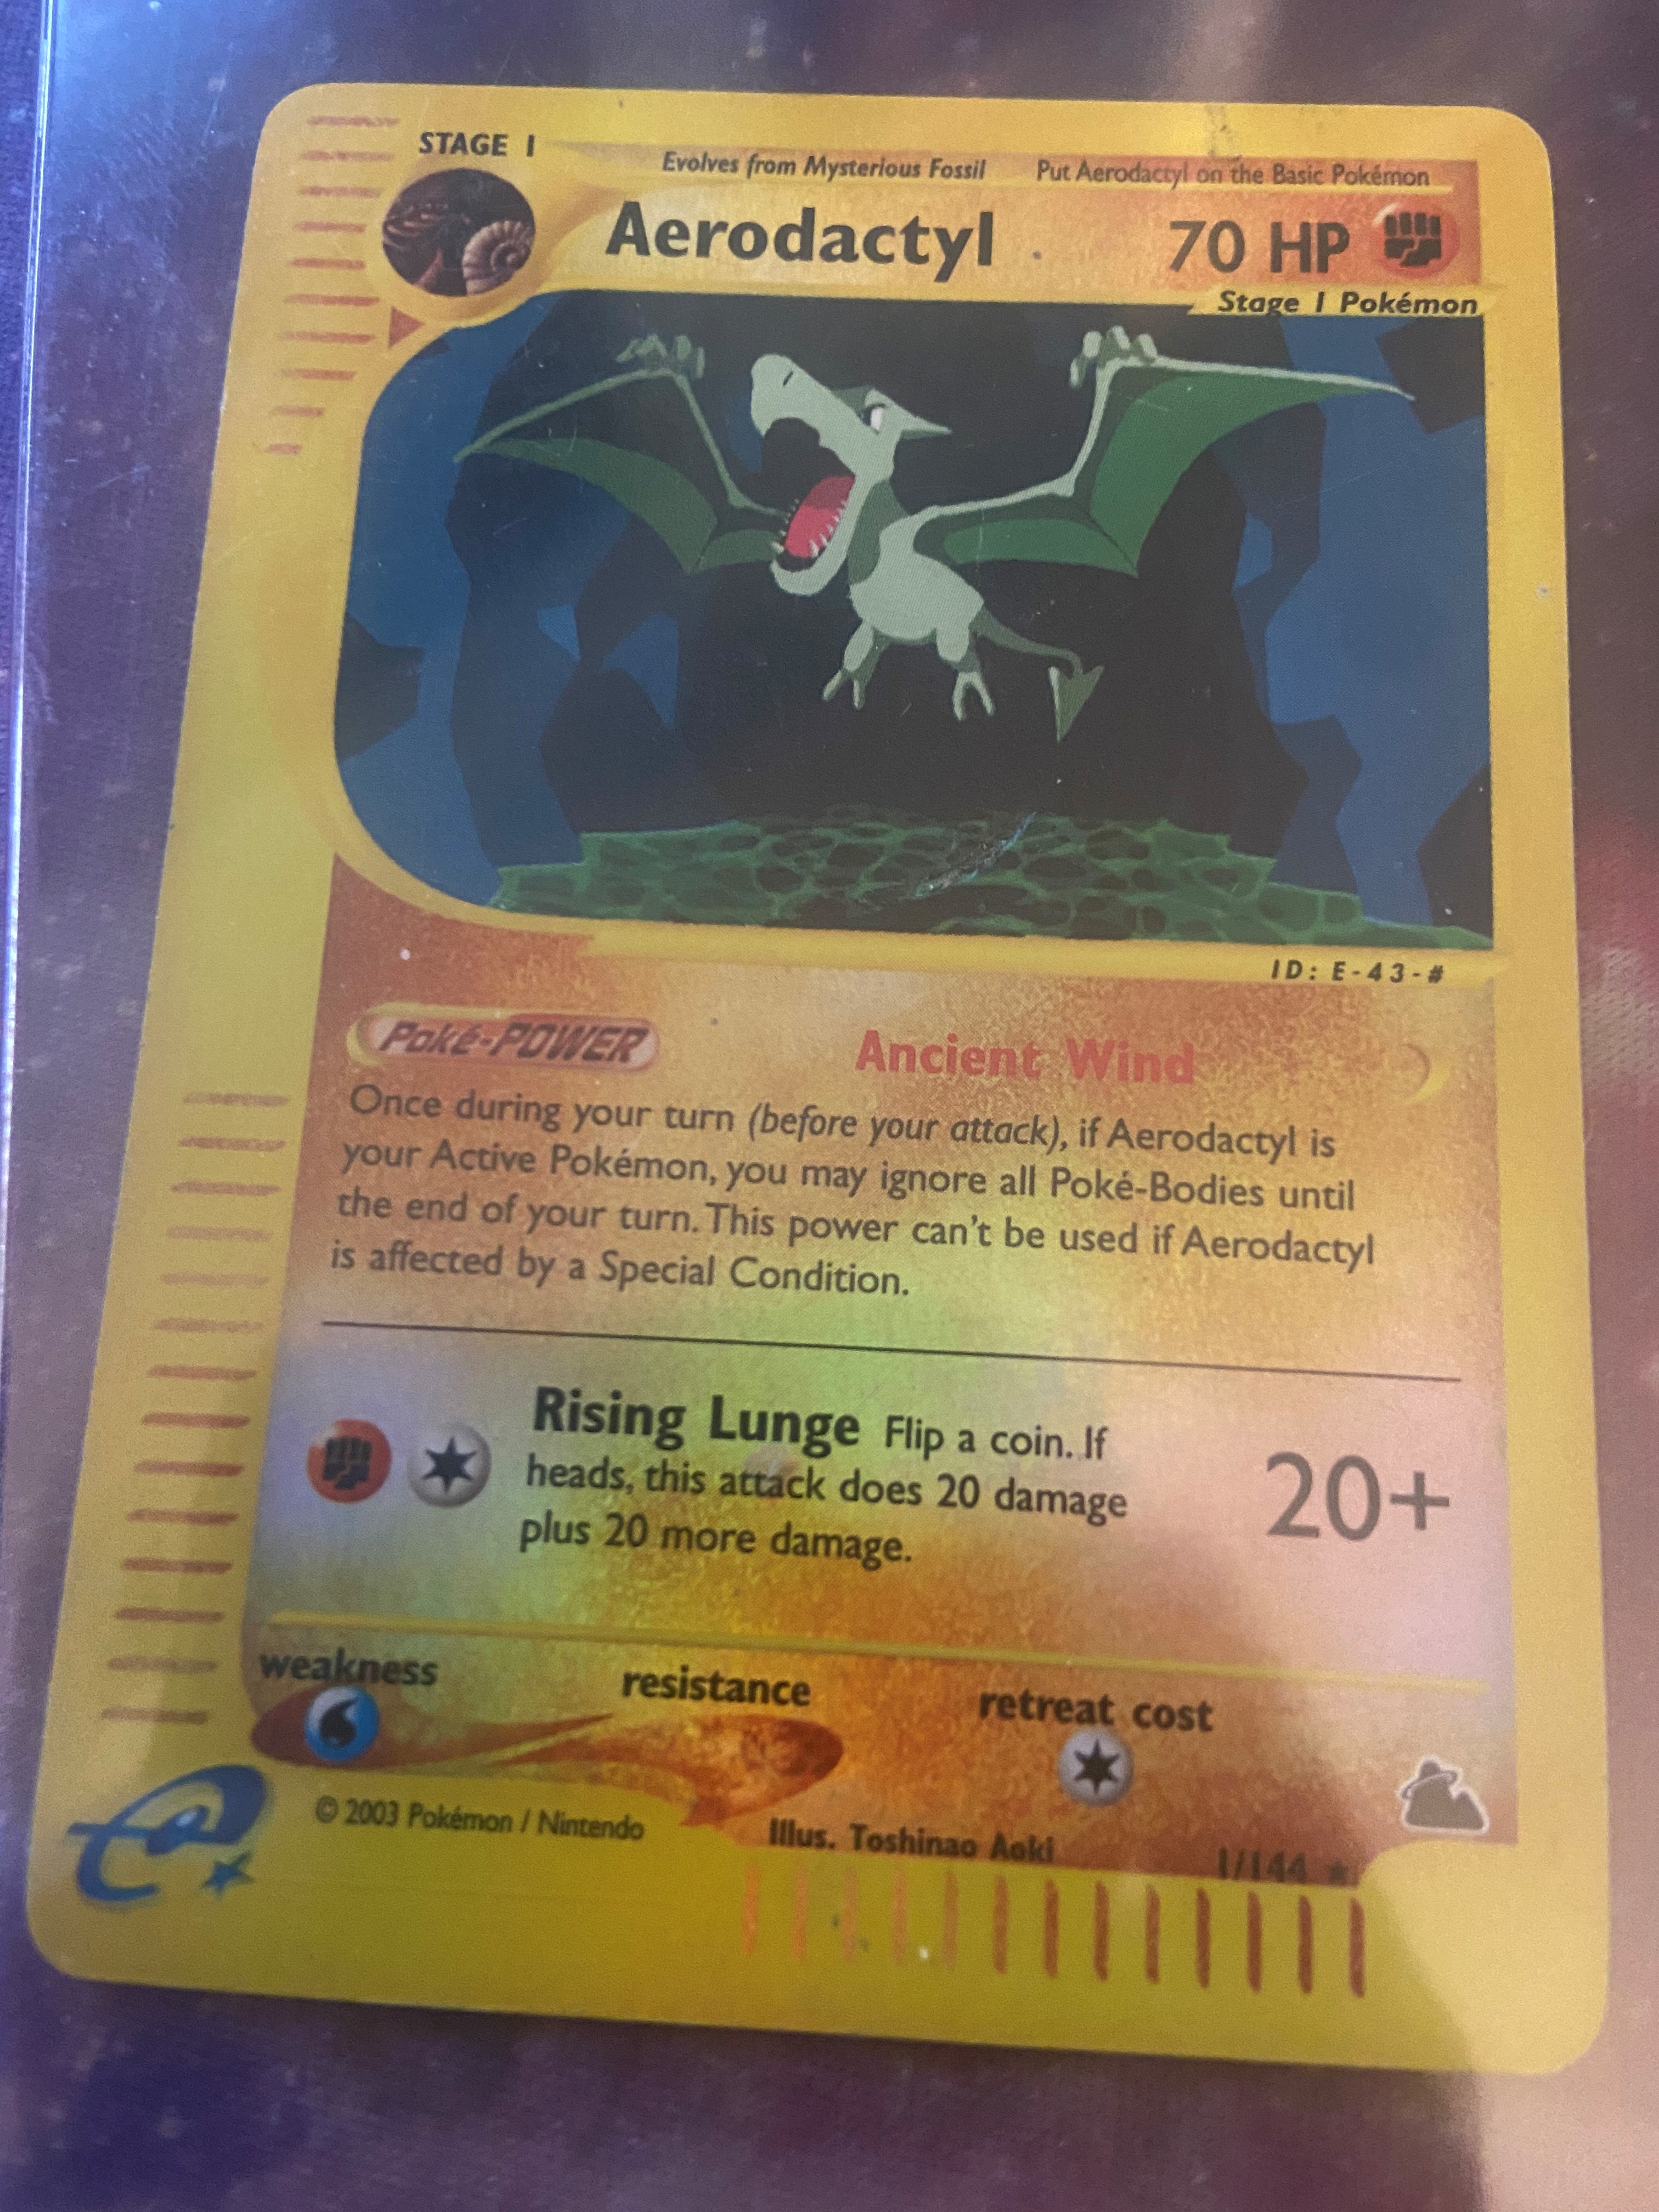 STAGE 1
Evolves from Mysterious Fossil Put Aerodactyl on the Basic Pokémon
Aerodactyl 70 HP
Stage 1 Pokémon
ID: E-43-#
Poké-POWER Ancient Wind
Once during your turn (before your attack), if Aerodactyl is
your Active Pokémon, you may ignore all Poké-Bodies until
the end of your turn. This power can't be used if Aerodactyl
is affected by a Special Condition.
Rising Lunge Flip a coin. If
heads, this attack does 20 damage
plus 20 more damage.
20+
weakness resistance retreat cost
e
© 2003 Pokémon / Nintendo Illus. Toshinao Aoki 1/144 ★